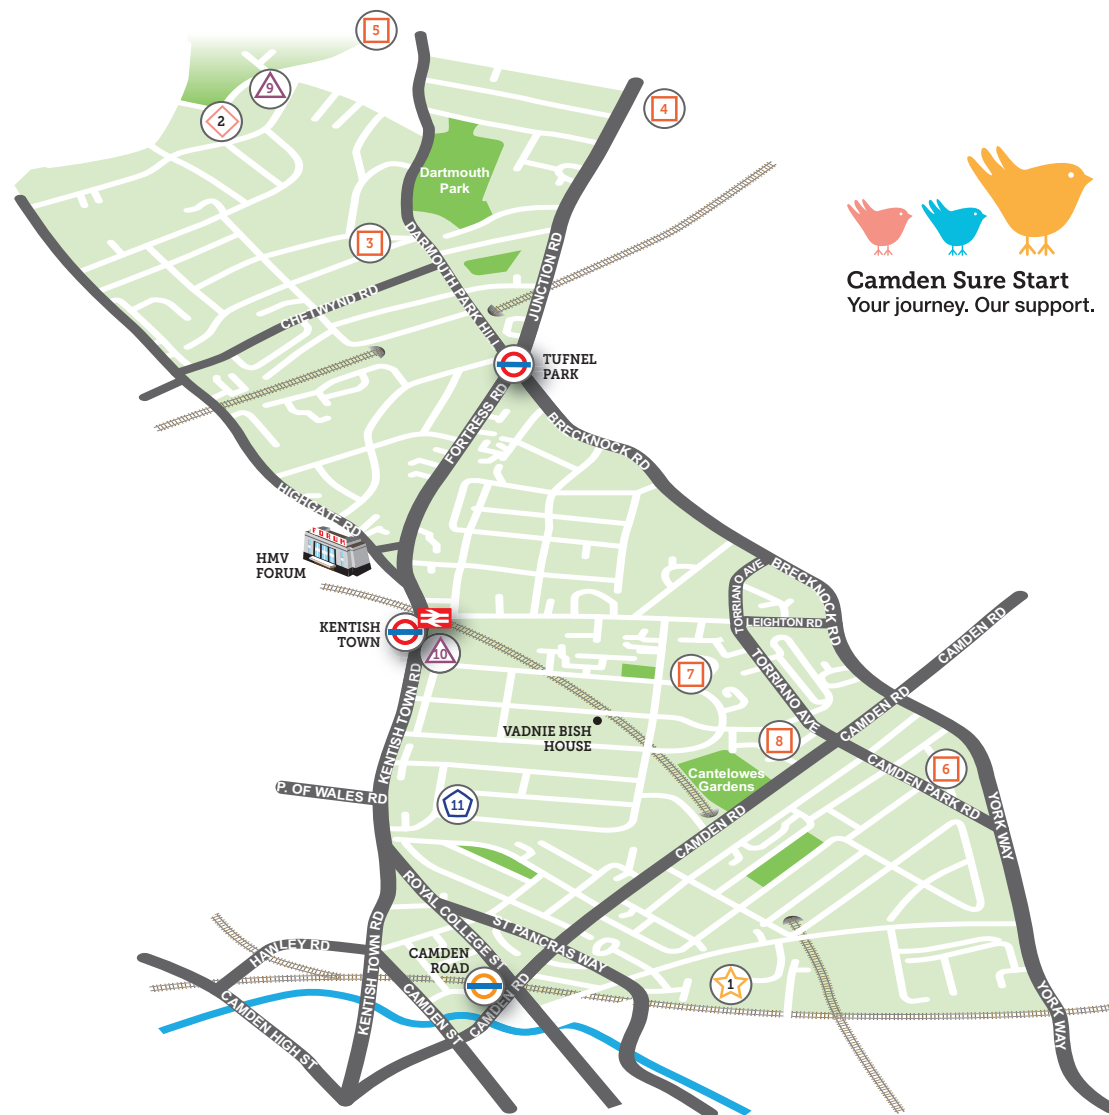 5
9
2
4
Dartmouth
Park
3
DARMOUTH PARK HILL
JUNCTION RD
CHETWYND RD
Camden Sure Start
Your journey. Our support.
TUFNEL
PARK
FORTRESS RD
BRECKNOCK RD
HIGHGATE RD
FORUM
HMV
FORUM
TORRIANO AVE
BRECKNOCK RD
LEIGHTON RD
KENTISH
TOWN
10
CAMDEN RD
7
TORRIANO AVE
KENTISH TOWN RD
CAMDEN RD
VADNIE BISH
HOUSE
8
6
CAMDEN PARK RD
Cantelowes
Gardens
P. OF WALES RD
11
CAMDEN RD
YORK WAY
ROYAL COLLEGE ST
ST PANCRAS WAY
HAWLEY RD
KENTISH TOWN RD
CAMDEN
ROAD
1
CAMDEN RD
CAMDEN ST
CAMDEN HIGH ST
YORK WAY